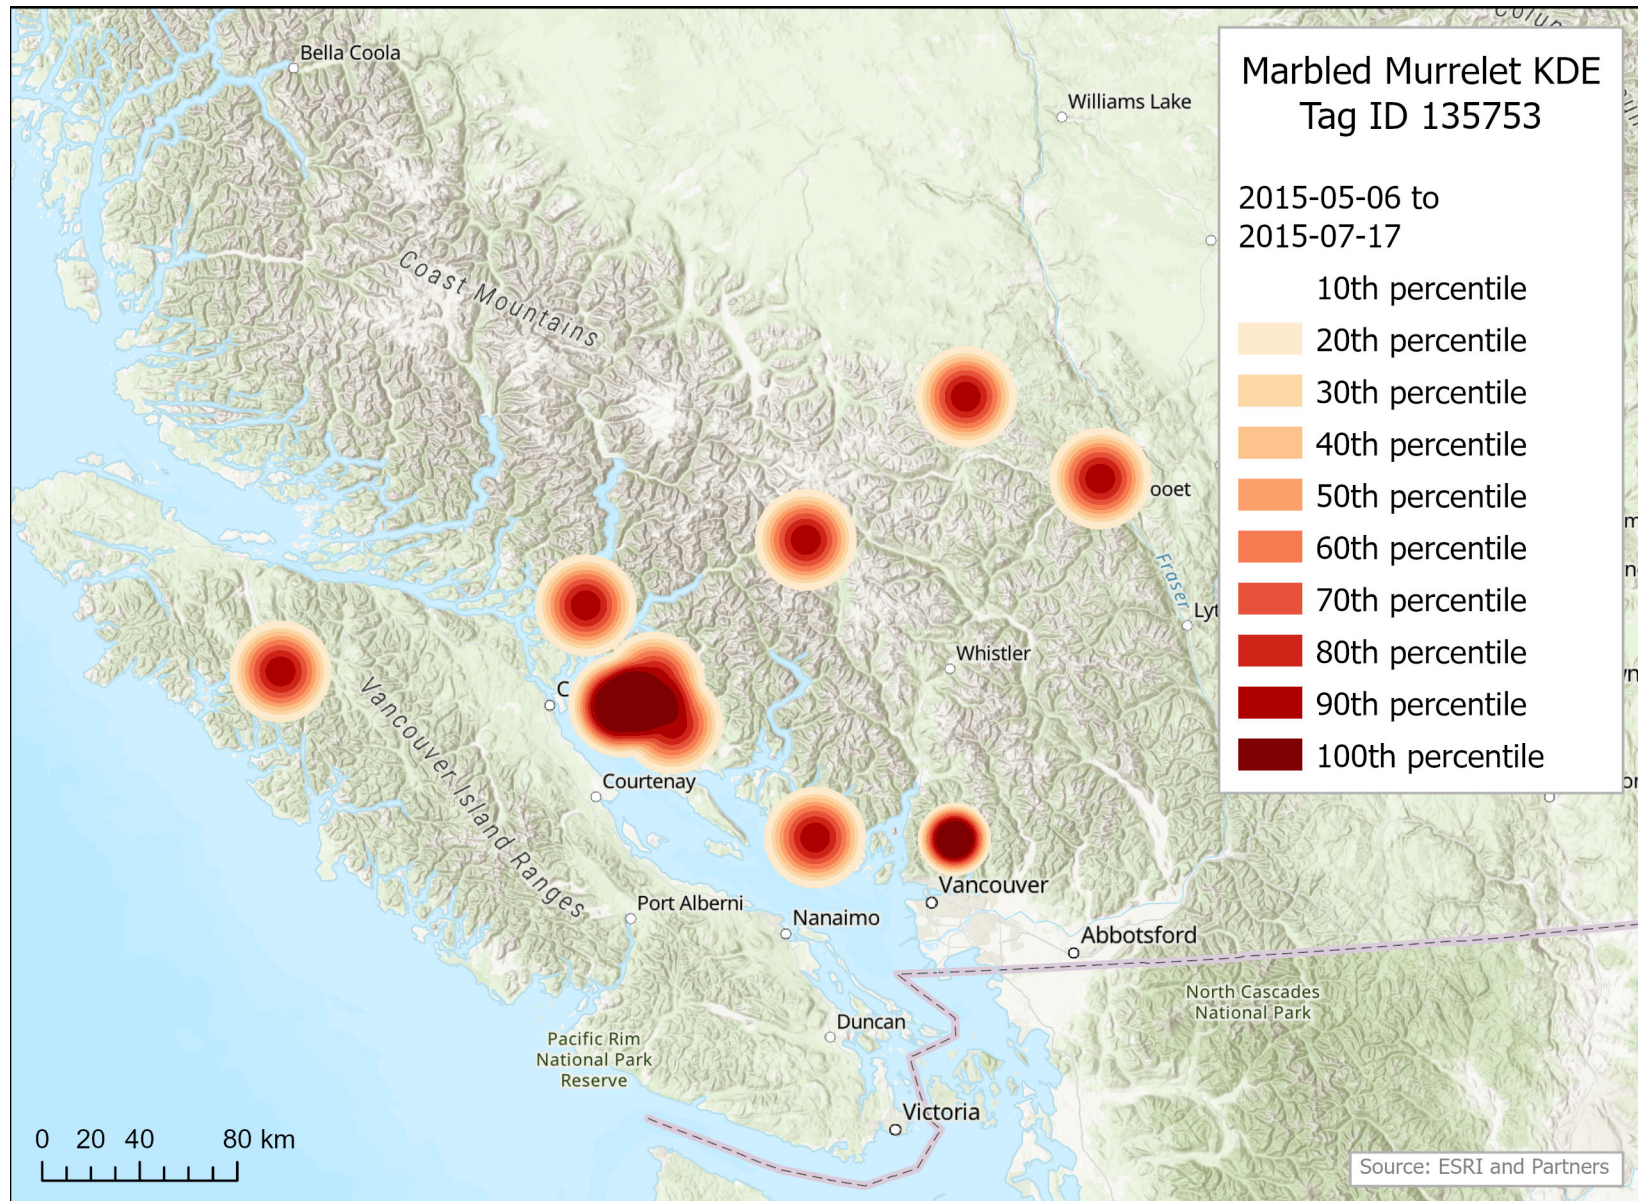 Bella Coola
Williams Lake
Marbled Murrelet KDE
Tag ID 135753
2015-05-06 to
2015-07-17
10th percentile
20th percentile
30th percentile
40th percentile
50th percentile
60th percentile
70th percentile
80th percentile
90th percentile
100th percentile
Coast Mountains
ooet
Fraser
Lyt
Whistler
C
Vancouver Island Ranges
Courtenay
Port Alberni
Nanaimo
Vancouver
Abbotsford
North Cascades
National Park
Duncan
Pacific Rim
National Park
Reserve
Victoria
0 20 40 80 km
Source: ESRI and Partners